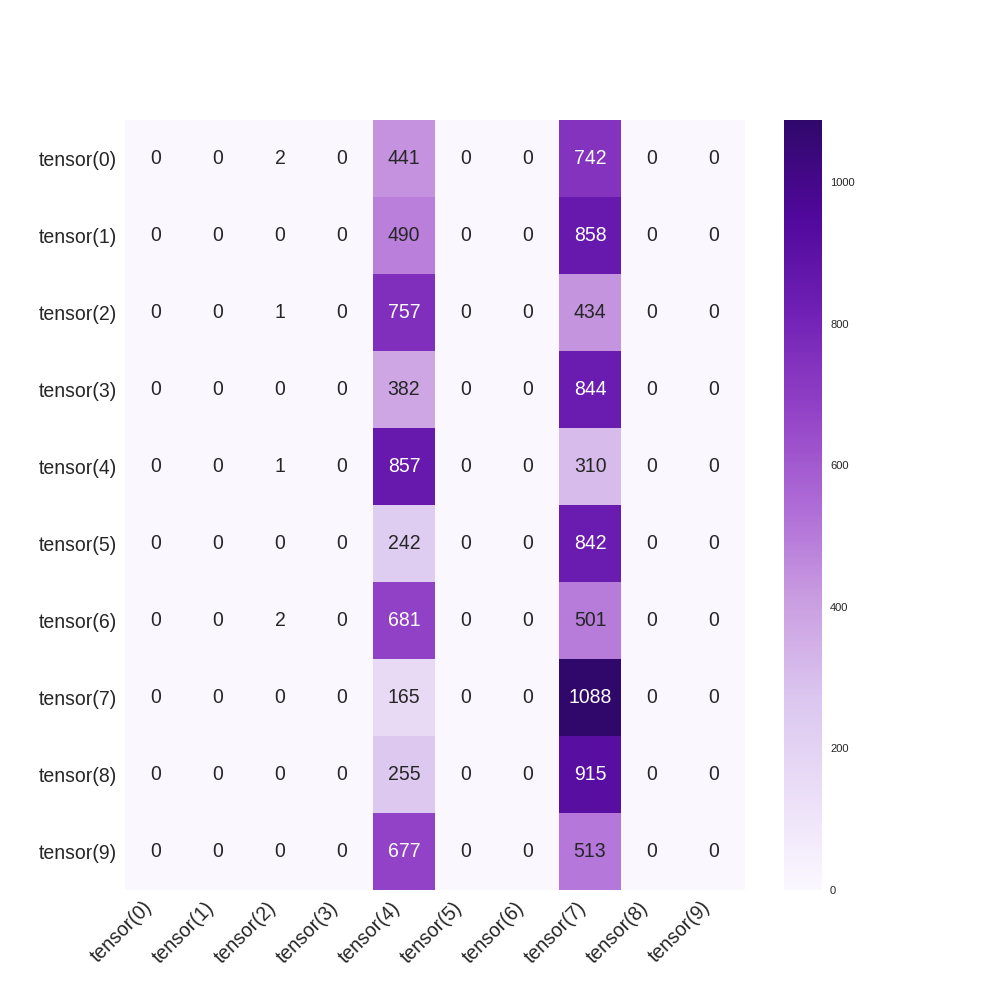 tensor(0) 0 0 2 0 441 0 0 742 0 0
tensor(1) 0 0 0 0 490 0 0 858 0 0
tensor(2) 0 0 1 0 757 0 0 434 0 0
tensor(3) 0 0 0 0 382 0 0 844 0 0
tensor(4) 0 0 1 0 857 0 0 310 0 0
tensor(5) 0 0 0 0 242 0 0 842 0 0
tensor(6) 0 0 2 0 681 0 0 501 0 0
tensor(7) 0 0 0 0 165 0 0 1088 0 0
tensor(8) 0 0 0 0 255 0 0 915 0 0
tensor(9) 0 0 0 0 677 0 0 513 0 0
tensor(0) tensor(1) tensor(2) tensor(3) tensor(4) tensor(5) tensor(6) tensor(7) tensor(8) tensor(9)
1000
800
600
400
200
0